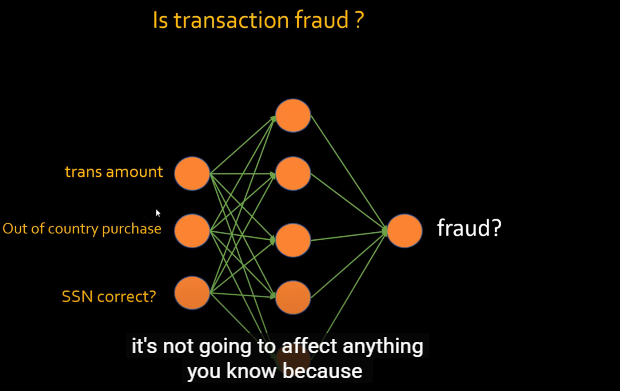 Is transaction fraud ?
trans amount
Out of country purchase
fraud?
SSN correct?
it's not going to affect anything
you know because